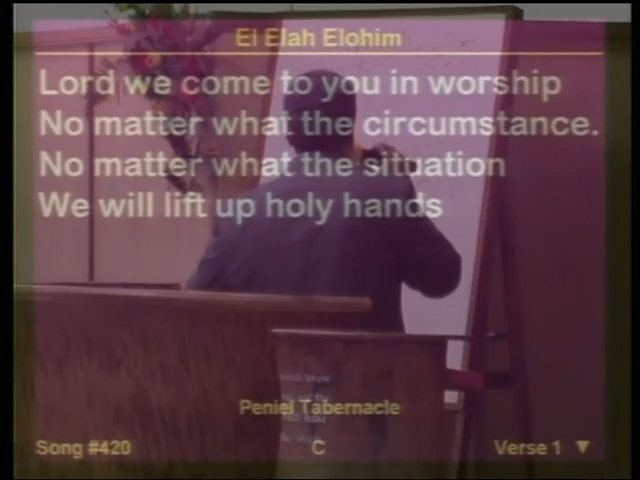 El Elah Elohim
Lord we come to you in worship
No matter what the circumstance.
No matter what the situation
We will lift up holy hands
Peniel Tabernacle
Song #420 C Verse 1 ▼